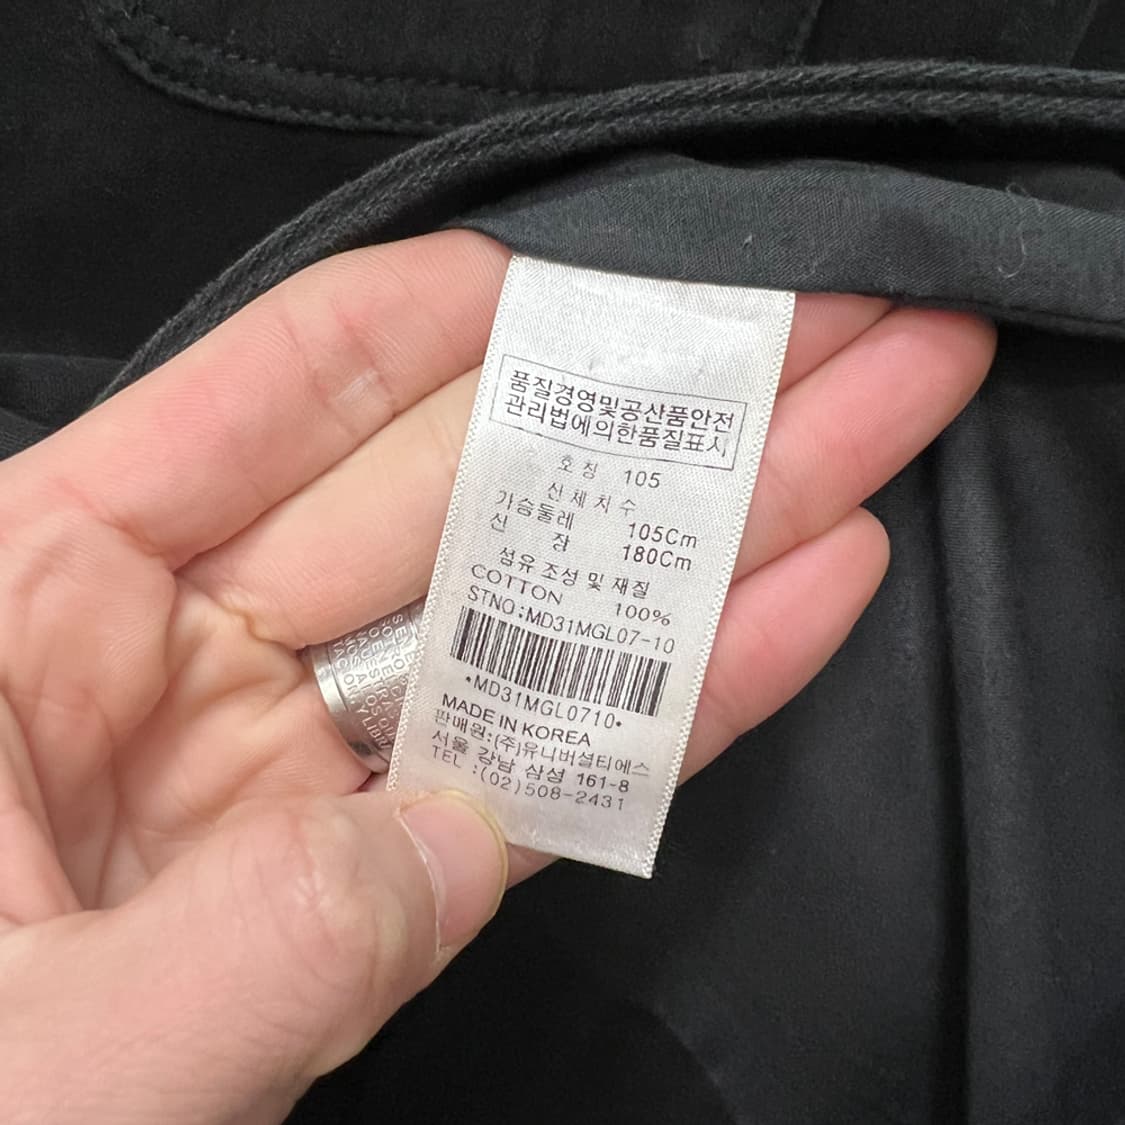 품질경영및공산품안전
관리법에의한품질표시
호칭 105
신체치수
가슴둘레 105Cm
신 장 180Cm
섬유 조성 및 재질
COTTON 100%
STNO:MD31MGL07-10
*MD31MGL0710*
MADE IN KOREA
판매원:(주)유니버셜티에스
서울 강남 삼성 161-8
TEL :(02)508-2431